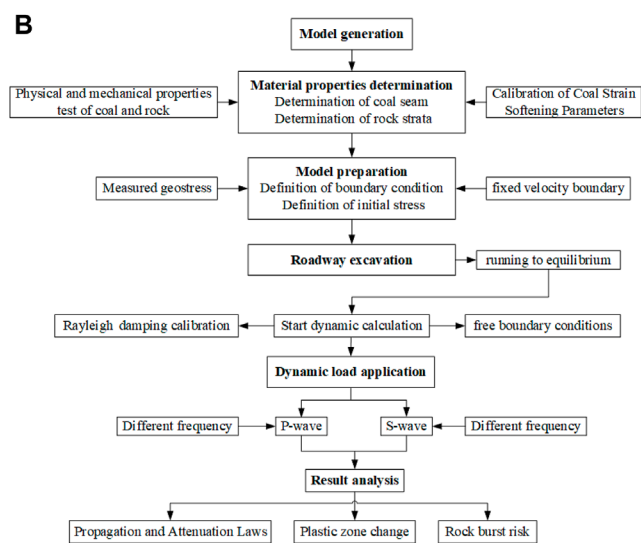 B
Model generation
Material properties determination
Determination of coal seam
Determination of rock strata
Physical and mechanical properties
test of coal and rock
Calibration of Coal Strain
Softening Parameters
Model preparation
Definition of boundary condition
Definition of initial stress
Measured geostress
fixed velocity boundary
Roadway excavation
running to equilibrium
Rayleigh damping calibration
Start dynamic calculation
free boundary conditions
Dynamic load application
Different frequency
P-wave
S-wave
Different frequency
Result analysis
Propagation and Attenuation Laws
Plastic zone change
Rock burst risk